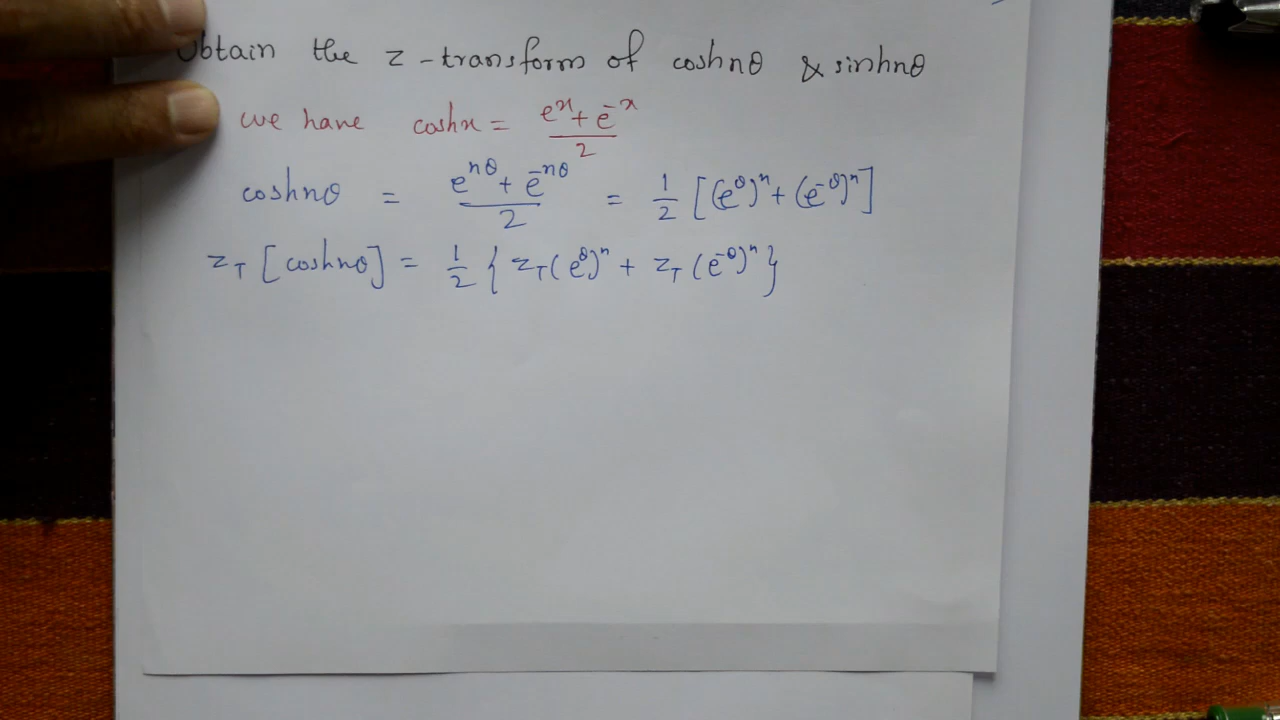 Obtain the z-transform of coshnθ & sinhnθ
we have coshx = (e^x + e^-x)/2
coshnθ = (e^nθ + e^-nθ)/2 = 1/2 [(e^θ)^n + (e^-θ)^n]
z_T [coshnθ] = 1/2 { z_T (e^θ)^n + z_T (e^-θ)^n }